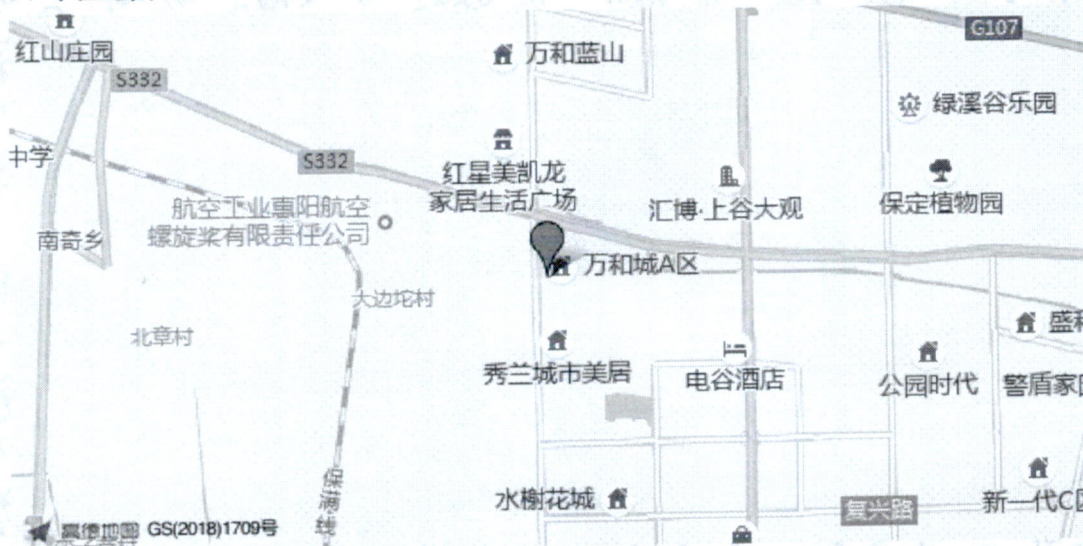 红山庄园
S332
G107
万和蓝山
绿溪谷乐园
中学
S332
红星美凯龙
家居生活广场
汇博·上谷大观
保定植物园
航空工业惠阳航空
螺旋桨有限责任公司
南奇乡
万和城A区
大边坨村
北章村
盛和
秀兰城市美居
电谷酒店
公园时代
警盾家园
水榭花城
复兴路
新一代C区
高德地图 GS(2018)1709号